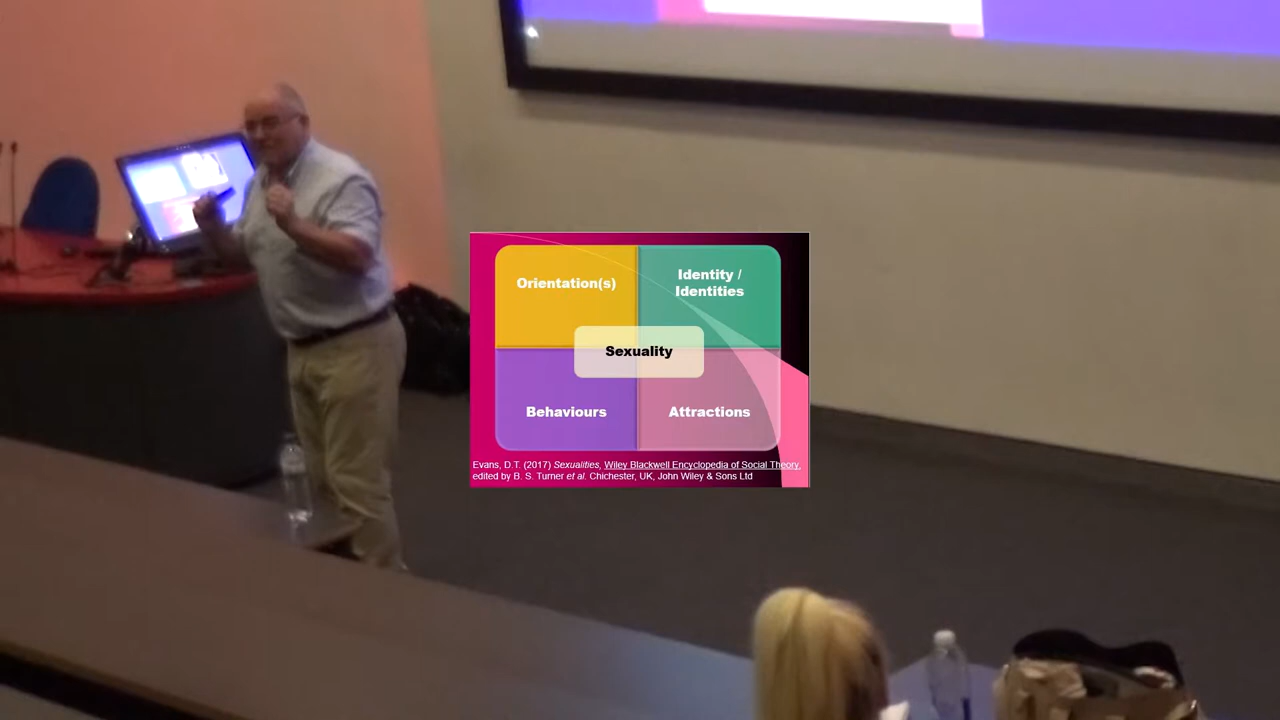 Orientation(s)
Identity /
Identities
Sexuality
Behaviours
Attractions
Evans, D.T. (2017) Sexualities, Wiley Blackwell Encyclopedia of Social Theory,
edited by B. S. Turner et al. Chichester, UK, John Wiley & Sons Ltd